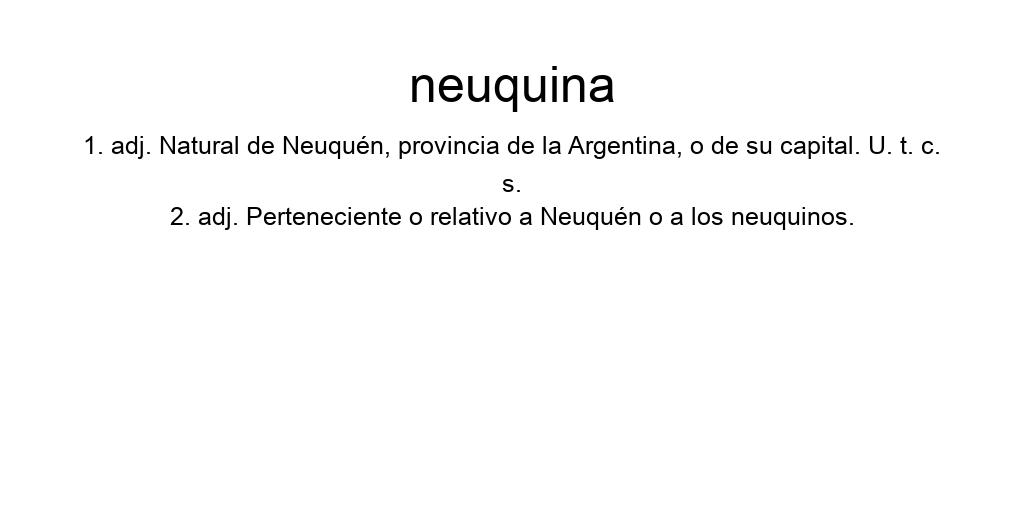 neuquina
1. adj. Natural de Neuquén, provincia de la Argentina, o de su capital. U. t. c.
s.
2. adj. Perteneciente o relativo a Neuquén o a los neuquinos.